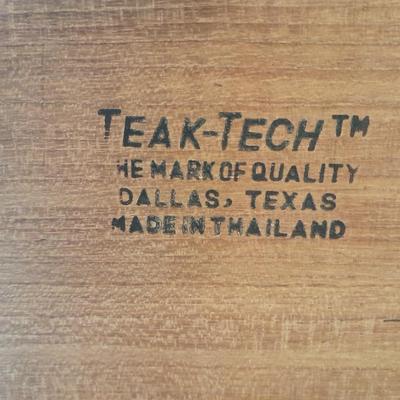 TEAK-TECH™
HE MARK OF QUALITY
DALLAS, TEXAS
MADE IN THAILAND